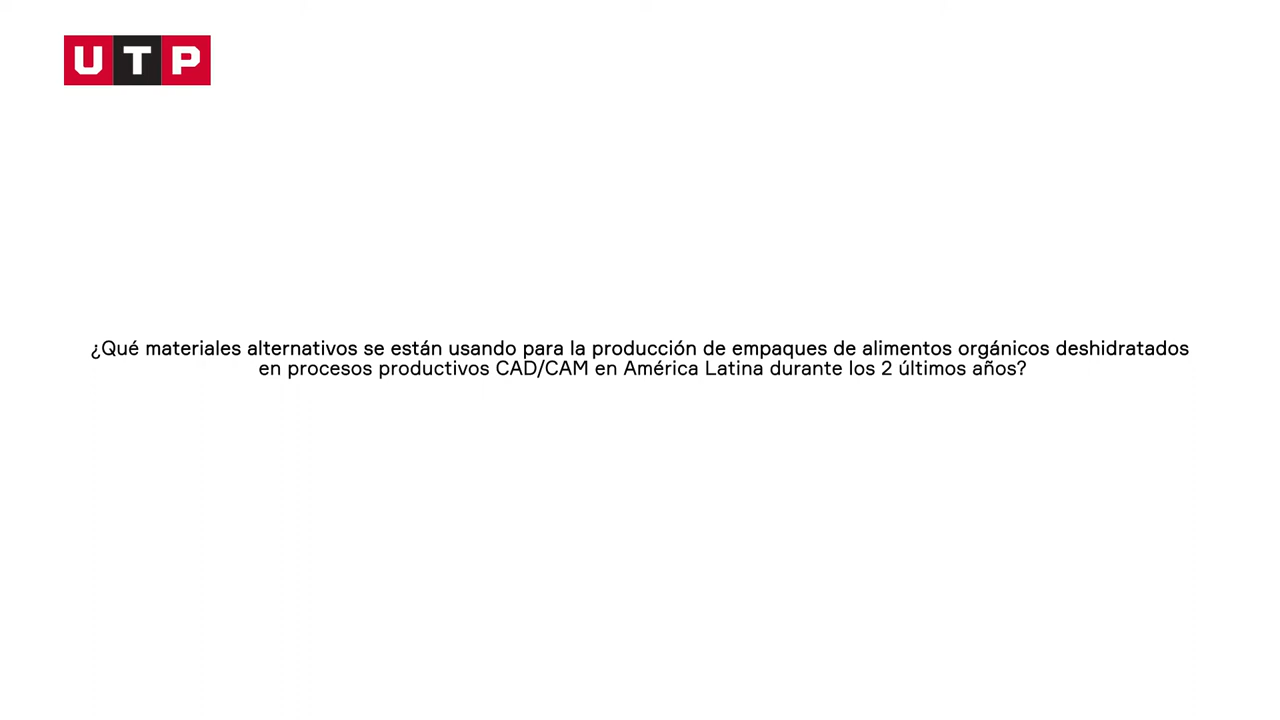 UTP
¿Qué materiales alternativos se están usando para la producción de empaques de alimentos orgánicos deshidratados
en procesos productivos CAD/CAM en América Latina durante los 2 últimos años?